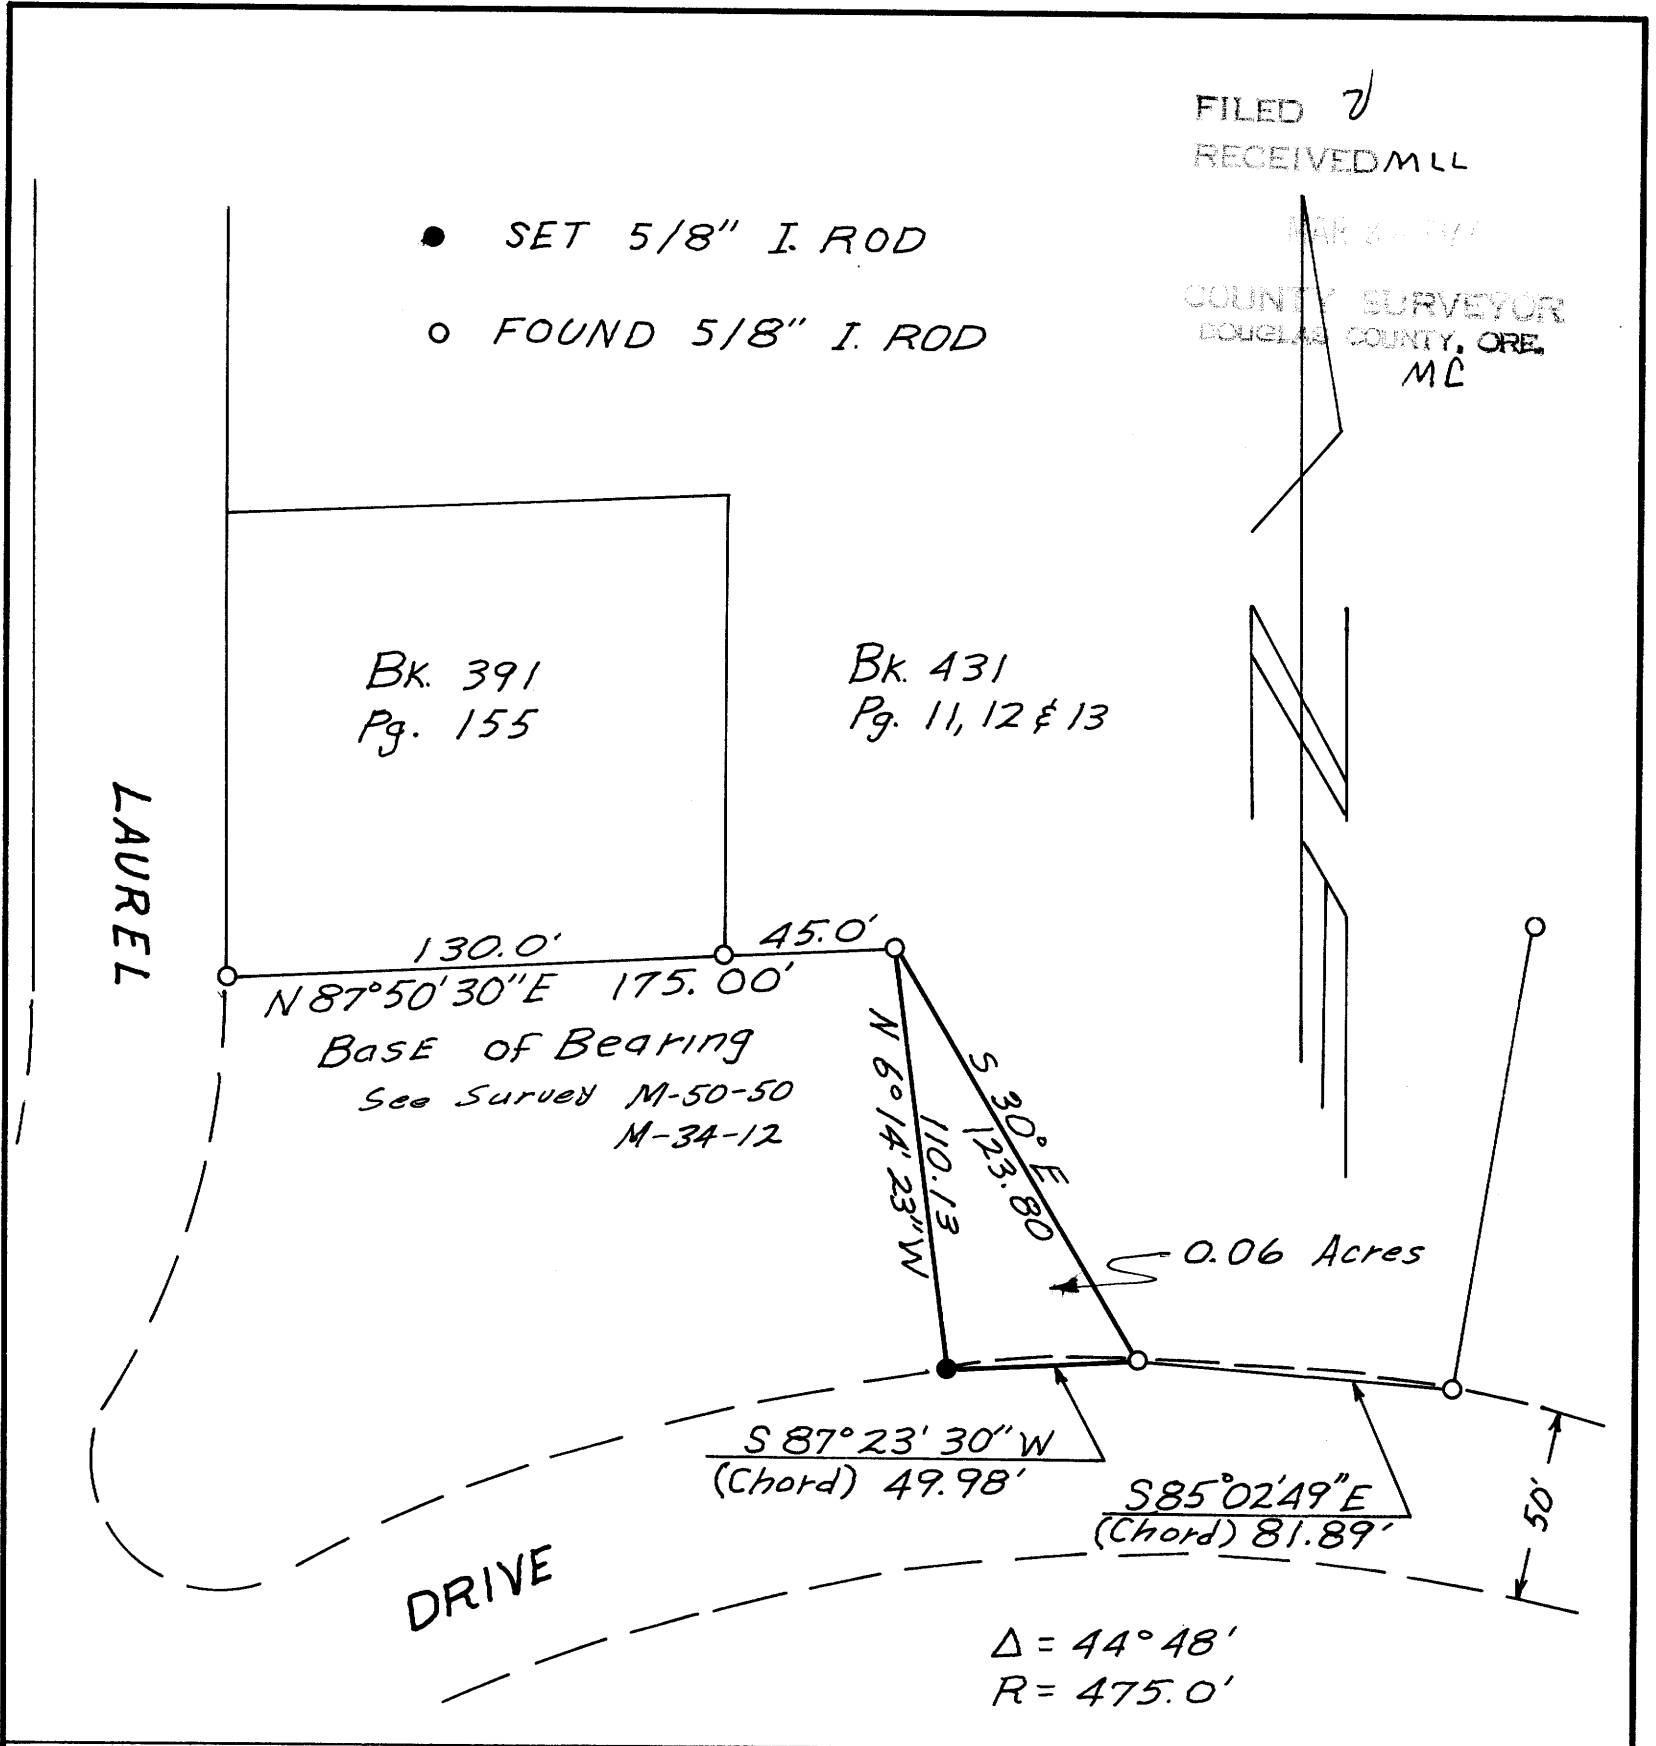 FILED
RECEIVED MLL
COUNTY SURVEYOR
DOUGLAS COUNTY, ORE.
MC
● SET 5/8" I. ROD
○ FOUND 5/8" I. ROD
Bk. 391
Pg. 155
Bk. 431
Pg. 11, 12 & 13
N
LAUREL
130.0'
45.0'
N 87°50'30"E 175.00'
BasE of Bearing
See Survey M-50-50
M-34-12
N 6°14'23"W
110.13
S 30° E
123.80
0.06 Acres
S 87°23'30"W
(Chord) 49.98'
S85°02'49"E
(Chord) 81.89'
50'
DRIVE
Δ = 44°48'
R = 475.0'